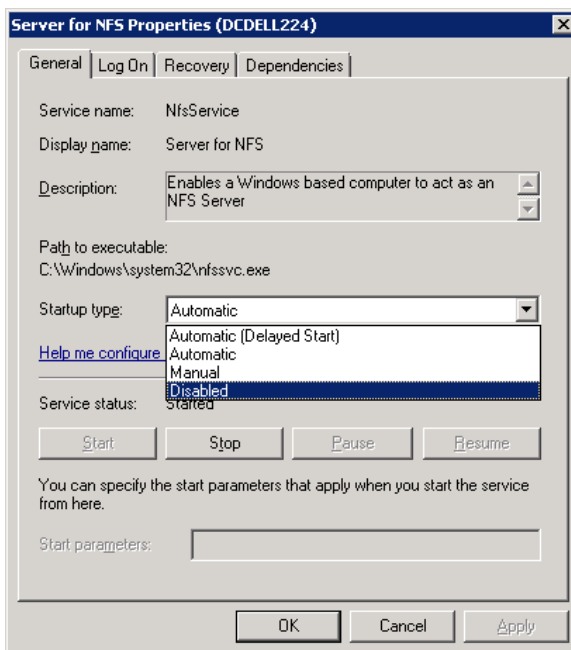 Server for NFS Properties (DCDELL224)
General Log On Recovery Dependencies
Service name: NfsService
Display name: Server for NFS
Description: Enables a Windows based computer to act as an
NFS Server
Path to executable:
C:\Windows\system32\nfssvc.exe
Startup type: Automatic
Automatic (Delayed Start)
Help me configure Automatic
Manual
Disabled
Service status: Started
Start Stop Pause Resume
You can specify the start parameters that apply when you start the service
from here.
Start parameters:
OK Cancel Apply